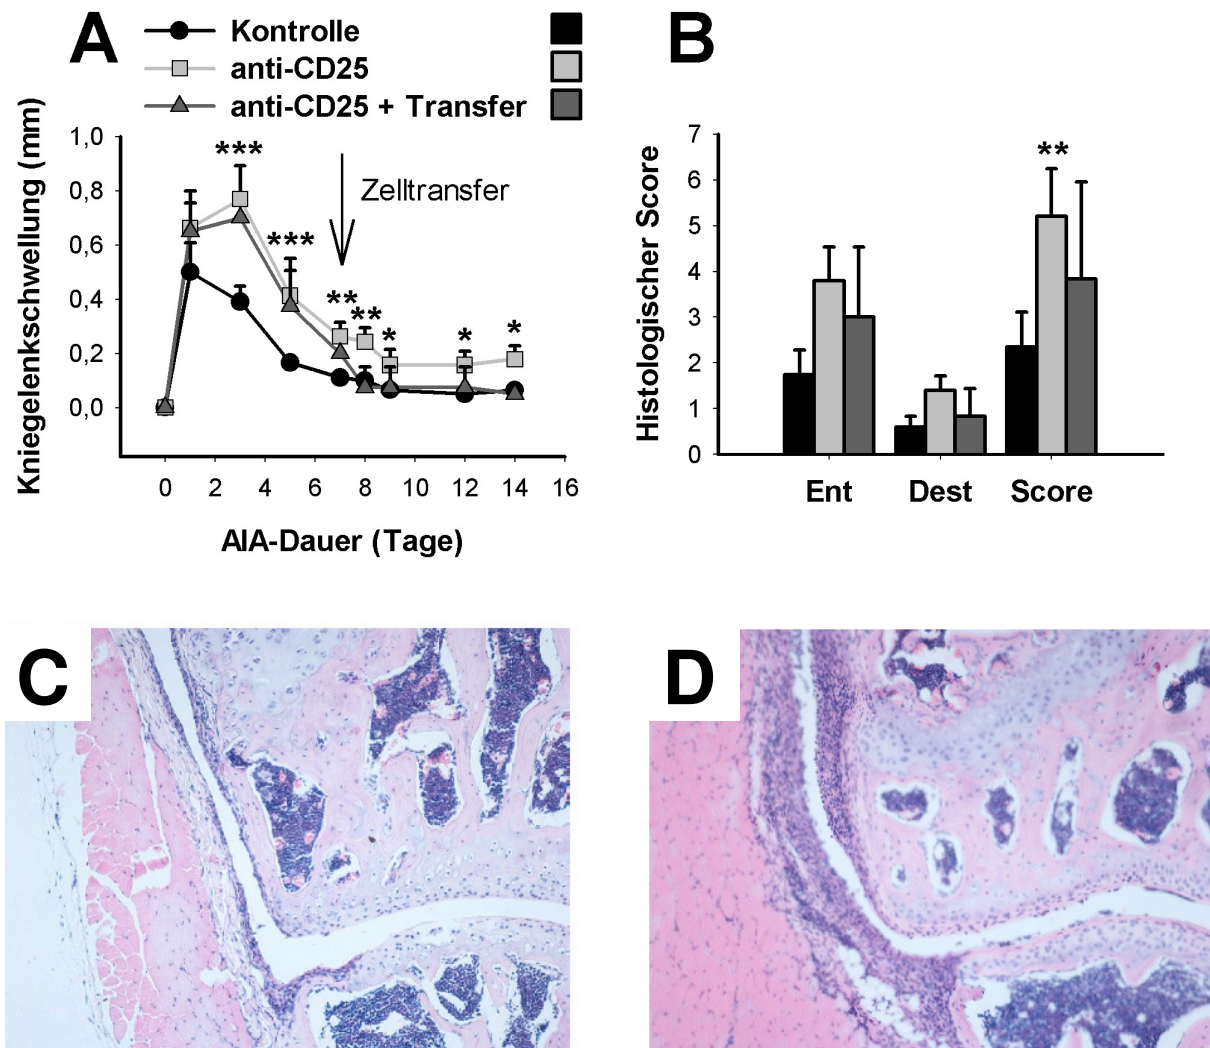 A
Kontrolle
anti-CD25
anti-CD25 + Transfer
Kniegelenkschwellung (mm)
1,0
0,8
0,6
0,4
0,2
0,0
***
***
**
**
*
*
*
Zelltransfer
0 2 4 6 8 10 12 14 16
AIA-Dauer (Tage)
B
Histologischer Score
7
6
5
4
3
2
1
0
**
Ent Dest Score
C
D